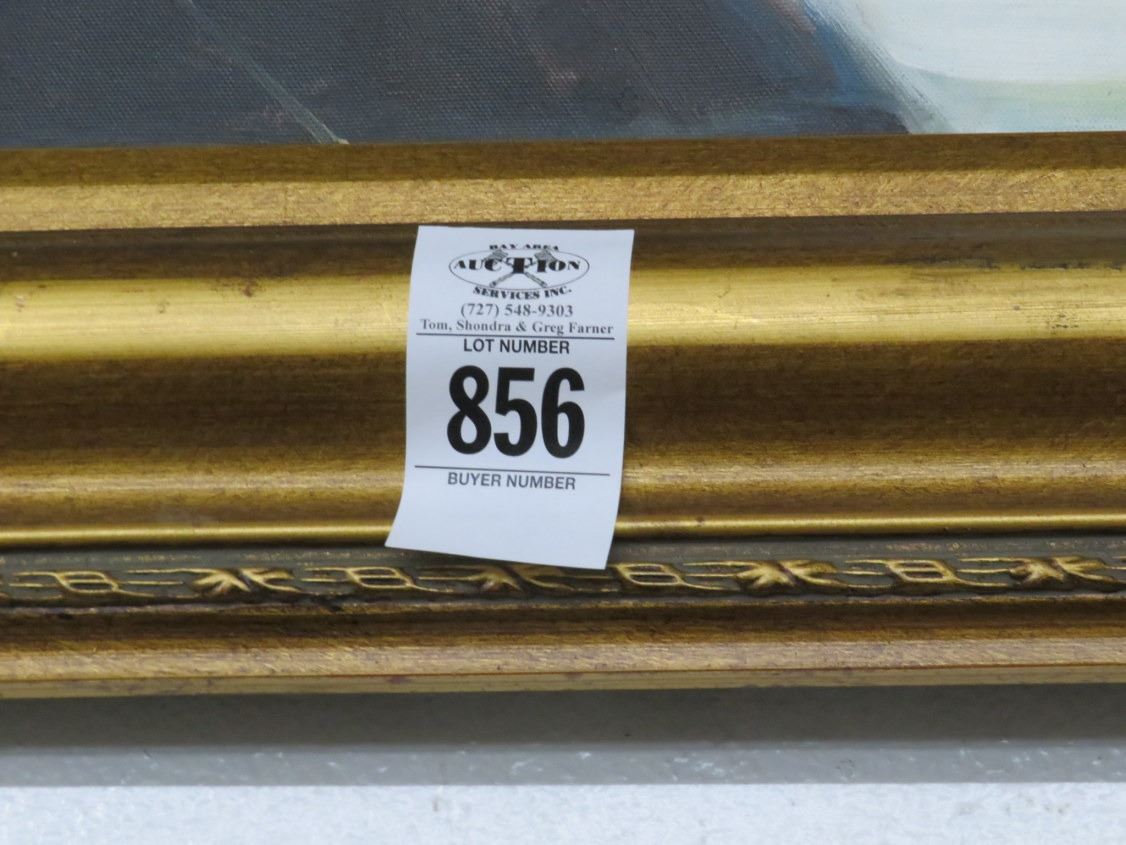 BAY AREA
AUCTION
SERVICES INC.
(727) 548-9303
Tom, Shondra & Greg Farner
LOT NUMBER
856
BUYER NUMBER